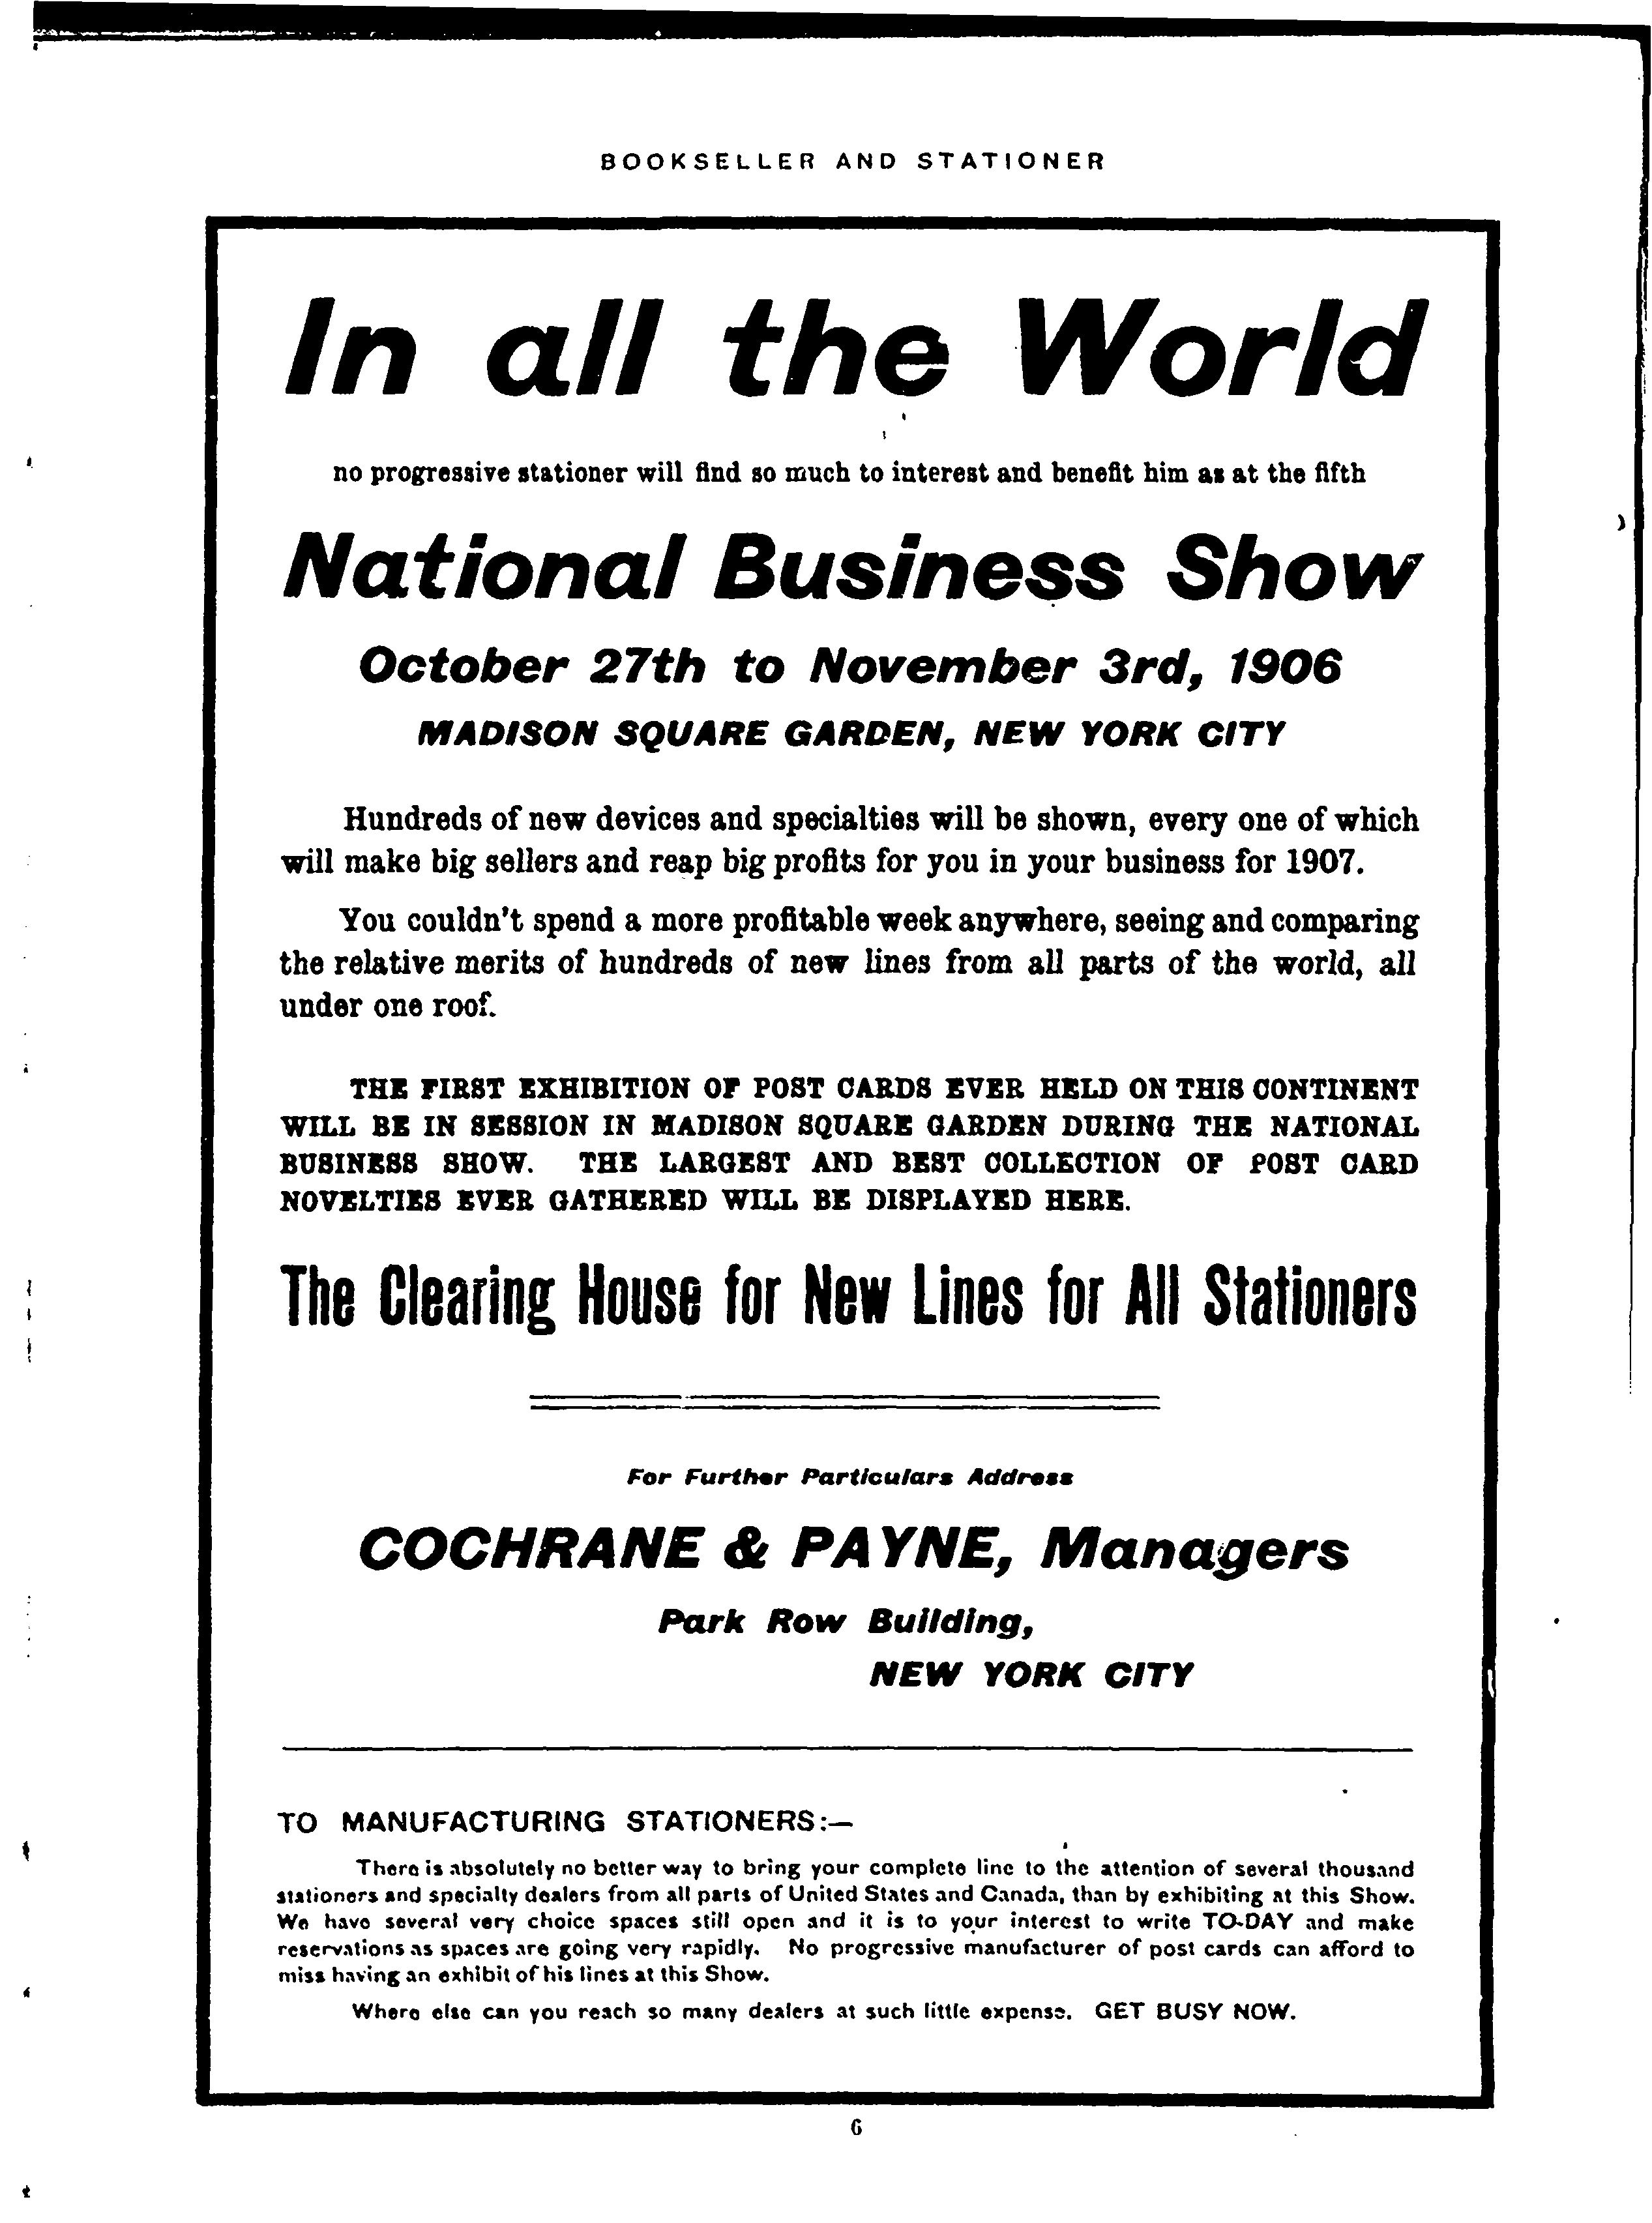 BOOKSELLER AND STATIONER
In all the World
no progressive stationer will find so much to interest and benefit him as at the fifth
National Business Show
October 27th to November 3rd, 1906
MADISON SQUARE GARDEN, NEW YORK CITY
Hundreds of new devices and specialties will be shown, every one of which
will make big sellers and reap big profits for you in your business for 1907.
You couldn't spend a more profitable week anywhere, seeing and comparing
the relative merits of hundreds of new lines from all parts of the world, all
under one roof.
THE FIRST EXHIBITION OF POST CARDS EVER HELD ON THIS CONTINENT
WILL BE IN SESSION IN MADISON SQUARE GARDEN DURING THE NATIONAL
BUSINESS SHOW. THE LARGEST AND BEST COLLECTION OF POST CARD
NOVELTIES EVER GATHERED WILL BE DISPLAYED HERE.
The Clearing House for New Lines for All Stationers
For Further Particulars Address
COCHRANE & PAYNE, Managers
Park Row Building,
NEW YORK CITY
TO MANUFACTURING STATIONERS:—
There is absolutely no better way to bring your complete line to the attention of several thousand
stationers and specialty dealers from all parts of United States and Canada, than by exhibiting at this Show.
We have several very choice spaces still open and it is to your interest to write TO-DAY and make
reservations as spaces are going very rapidly. No progressive manufacturer of post cards can afford to
miss having an exhibit of his lines at this Show.
Where else can you reach so many dealers at such little expense. GET BUSY NOW.
6